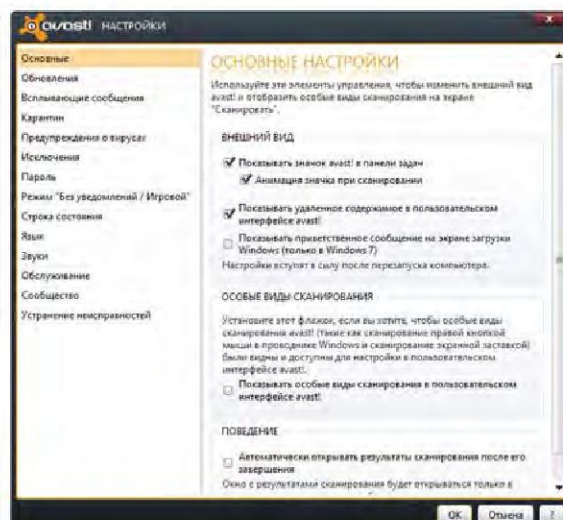 avast! НАСТРОЙКИ
Основные
Обновления
Всплывающие сообщения
Карантин
Предупреждения о вирусах
Исключения
Пароль
Режим "Без уведомлений / Игровой"
Строка состояния
Язык
Звуки
Обслуживание
Сообщество
Устранение неисправностей
ОСНОВНЫЕ НАСТРОЙКИ
Используйте эти элементы управления, чтобы изменить внешний вид
avast! и отобразить особые виды сканирования на экране
"Сканировать".
ВНЕШНИЙ ВИД
Показывать значок avast! в панели задач
Анимация значка при сканировании
Показывать удаленное содержимое в пользовательском
интерфейсе avast!
Показывать приветственное сообщение на экране загрузки
Windows (только в Windows 7)
Настройки вступят в силу после перезапуска компьютера.
ОСОБЫЕ ВИДЫ СКАНИРОВАНИЯ
Установите этот флажок, если вы хотите, чтобы особые виды
сканирования avast! (такие как сканирование правой кнопкой
мыши в проводнике Windows и сканирование экранной заставкой)
были видны и доступны для настройки в пользовательском
интерфейсе avast!.
Показывать особые виды сканирования в пользовательском
интерфейсе avast!
ПОВЕДЕНИЕ
Автоматически открывать результаты сканирования после его
завершения
Окно с результатами сканирования будет открываться только в
OK Отмена ?